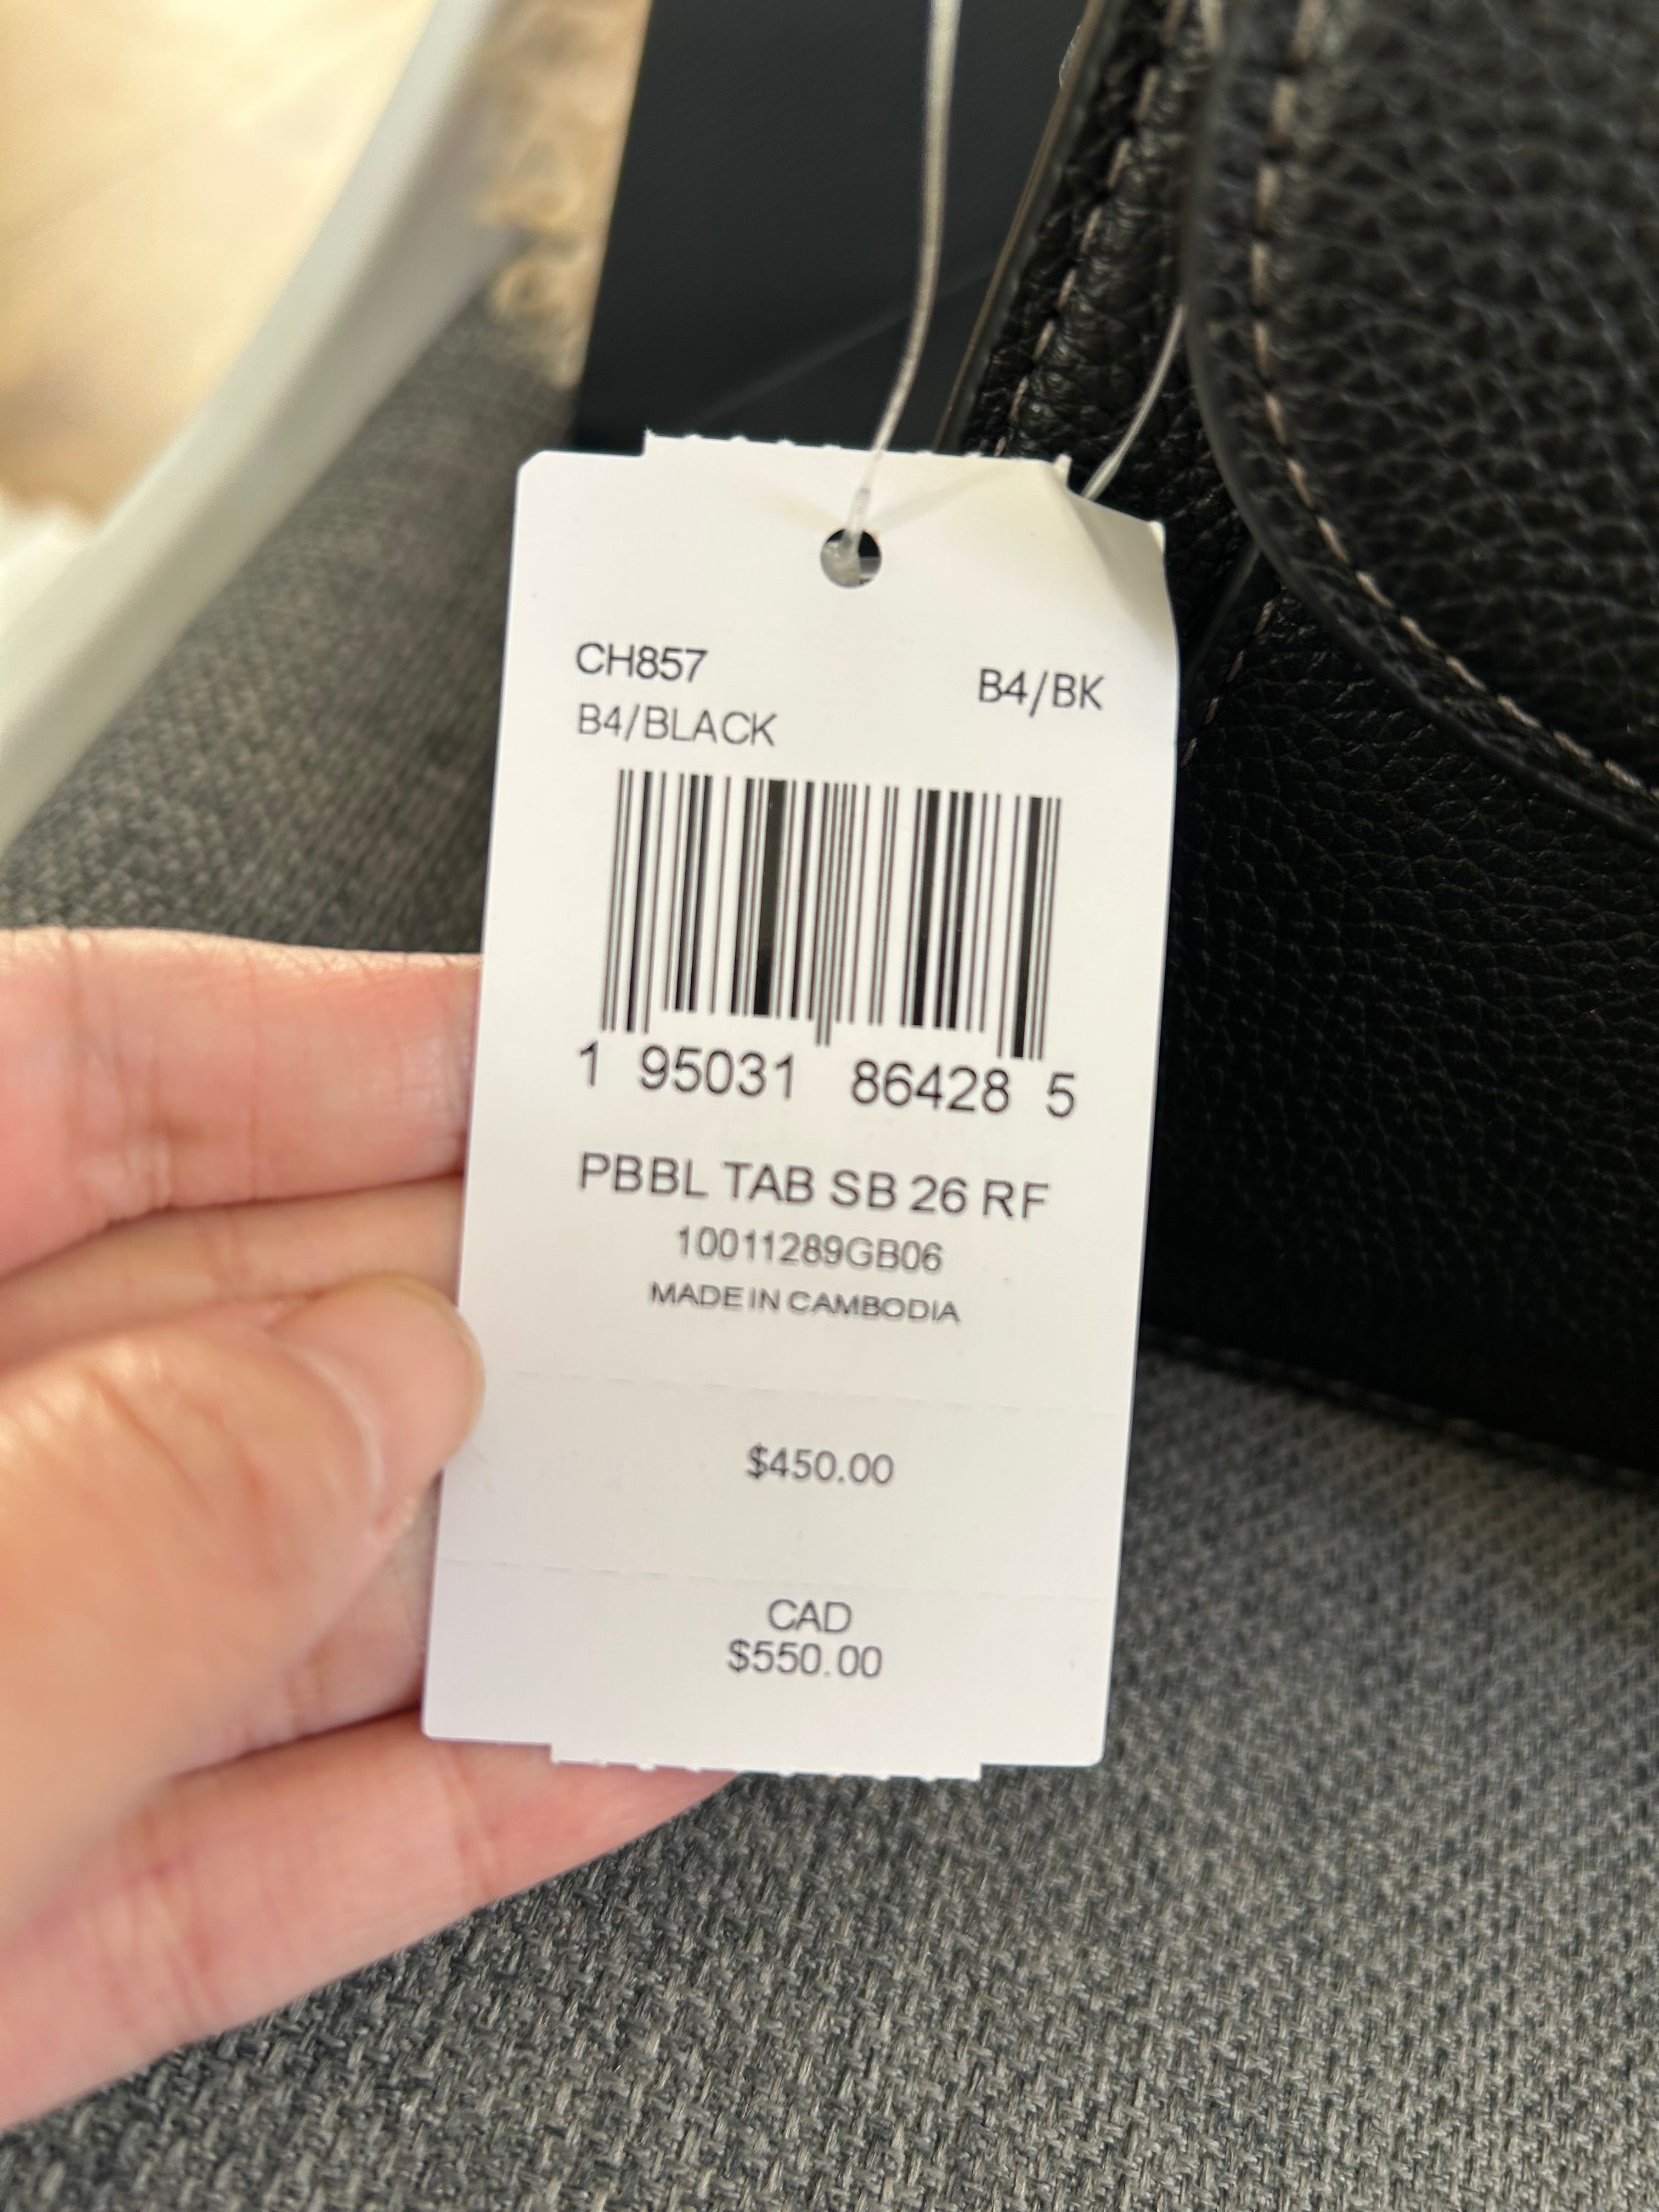 CH857 B4/BK
B4/BLACK
1 95031 86428 5
PBBL TAB SB 26 RF
10011289GB06
MADE IN CAMBODIA
$450.00
CAD
$550.00